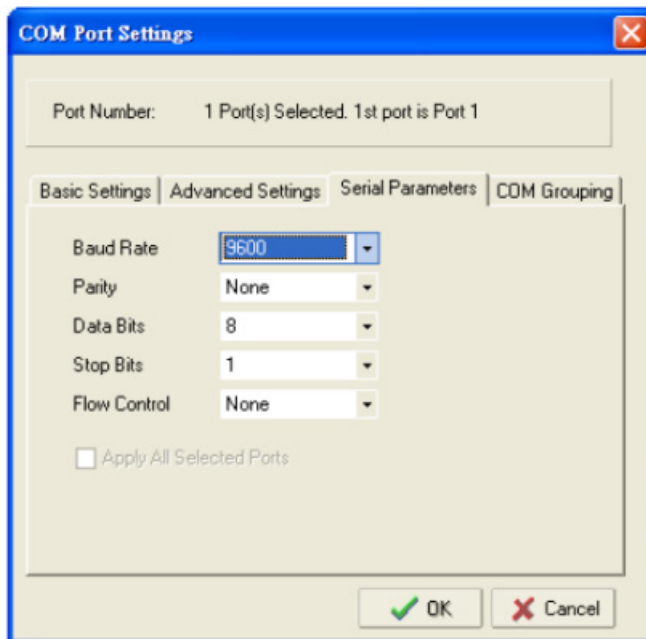 COM Port Settings
Port Number: 1 Port(s) Selected. 1st port is Port 1
Basic Settings Advanced Settings Serial Parameters COM Grouping
Baud Rate 9600
Parity None
Data Bits 8
Stop Bits 1
Flow Control None
Apply All Selected Ports
OK Cancel